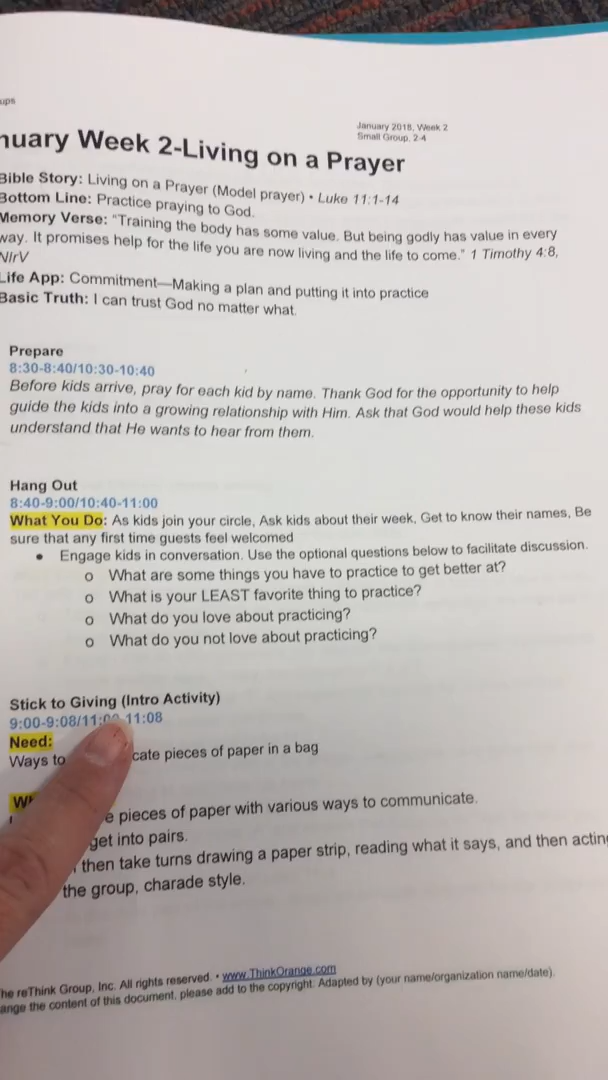 ups
January 2018, Week 2
Small Group, 2-4
nuary Week 2-Living on a Prayer
Bible Story: Living on a Prayer (Model prayer) • Luke 11:1-14
Bottom Line: Practice praying to God.
Memory Verse: "Training the body has some value. But being godly has value in every
way. It promises help for the life you are now living and the life to come." 1 Timothy 4:8,
NIrV
Life App: Commitment—Making a plan and putting it into practice
Basic Truth: I can trust God no matter what.
Prepare
8:30-8:40/10:30-10:40
Before kids arrive, pray for each kid by name. Thank God for the opportunity to help
guide the kids into a growing relationship with Him. Ask that God would help these kids
understand that He wants to hear from them.
Hang Out
8:40-9:00/10:40-11:00
What You Do: As kids join your circle, Ask kids about their week, Get to know their names, Be
sure that any first time guests feel welcomed
• Engage kids in conversation. Use the optional questions below to facilitate discussion.
o What are some things you have to practice to get better at?
o What is your LEAST favorite thing to practice?
o What do you love about practicing?
o What do you not love about practicing?
Stick to Giving (Intro Activity)
9:00-9:08/11:00-11:08
Need:
Ways to cate pieces of paper in a bag
Wh
e pieces of paper with various ways to communicate.
get into pairs.
then take turns drawing a paper strip, reading what it says, and then acting
the group, charade style.
he reThink Group, Inc. All rights reserved. • www.ThinkOrange.com
ange the content of this document, please add to the copyright: Adapted by (your name/organization name/date).